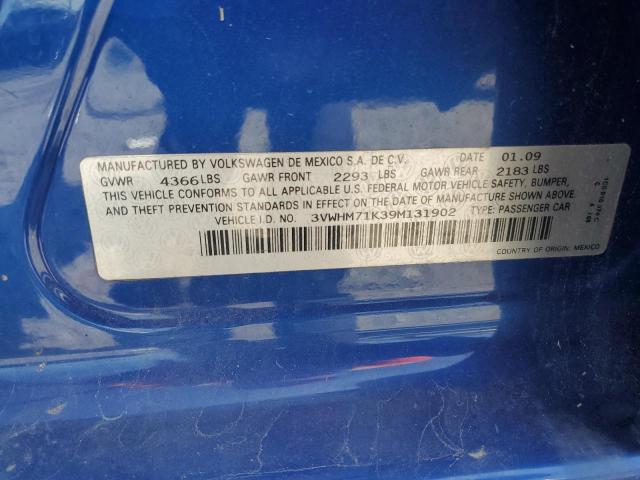 MANUFACTURED BY VOLKSWAGEN DE MEXICO S.A. DE C.V. DATE 01.09
GVWR 4366 LBS GAWR FRONT 2293 LBS GAWR REAR 2183 LBS
THIS VEHICLE CONFORMS TO ALL APPLICABLE U.S. FEDERAL MOTOR VEHICLE SAFETY, BUMPER,
AND THEFT PREVENTION STANDARDS IN EFFECT ON THE DATE OF MANUFACTURE SHOWN ABOVE.
VEHICLE I.D. NO. 3VWHM71K39M131902 TYPE: PASSENGER CAR
COUNTRY OF ORIGIN: MEXICO